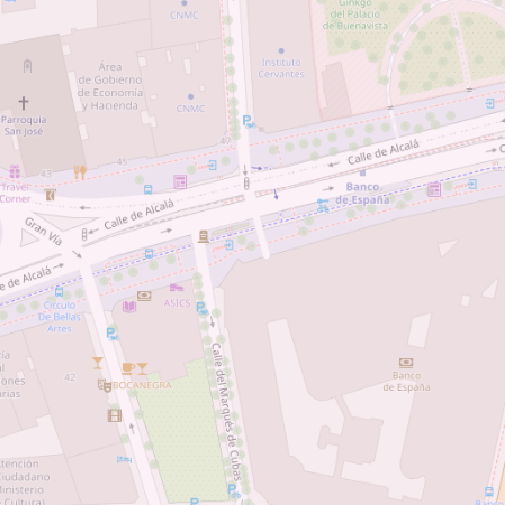 CNMC
Ginkgo
del Palacio
de Buenavista
Área
de Gobierno
de Economía
y Hacienda
Instituto
Cervantes
CNMC
Parroquia
San José
45
43
Travel
Corner
Calle de Alcalá
Banco
de España
Calle de Alcalá
Gran Vía
de Alcalá
Círculo
De Bellas
Artes
ASICS
Calle del Marqués de Cubas
42
BOCANEGRA
Banco
de España